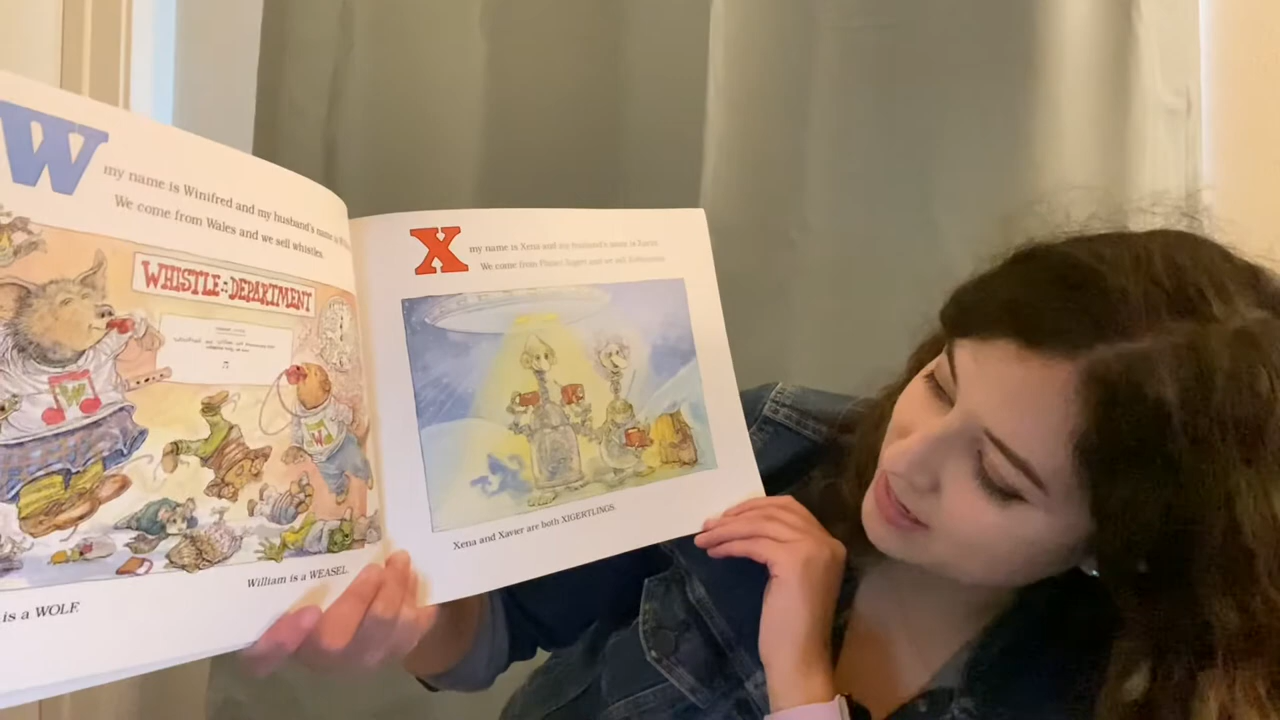 W
my name is Winifred and my husband's name is
We come from Wales and we sell whistles.
WHISTLE DEPARTMENT
W
W
is a WOLF.
William is a WEASEL.
X
my name is Xena and my husband's name is Xavier.
We come from Planet and we sell
Xena and Xavier are both XIGERTLINGS.